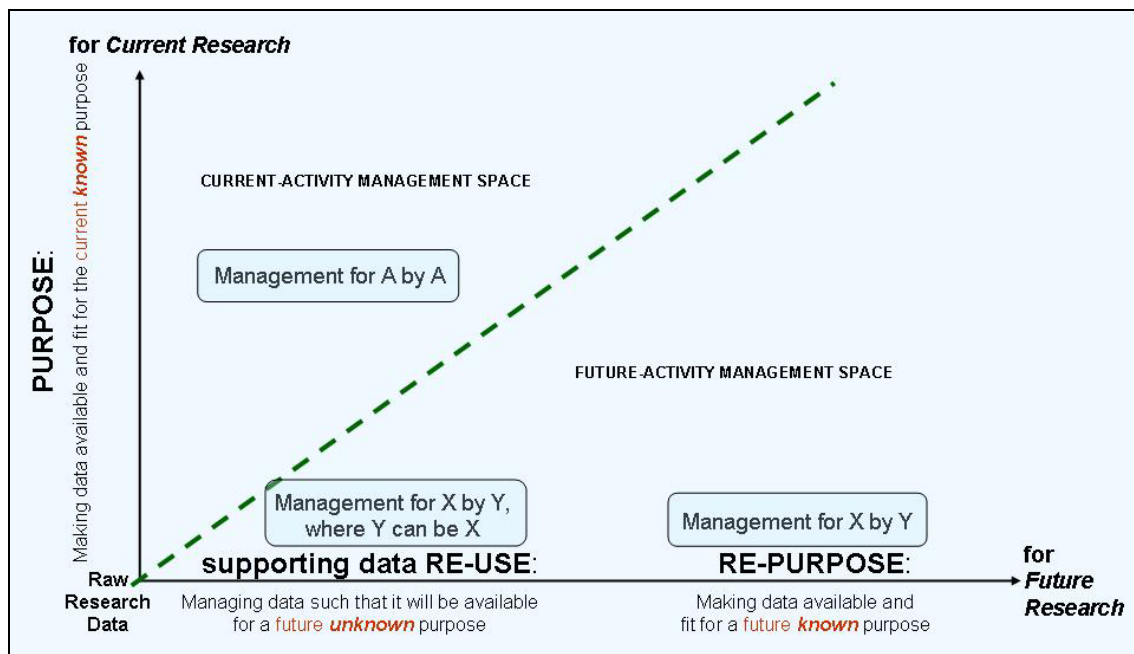 for Current Research
PURPOSE:
Making data available and fit for the current known purpose
CURRENT-ACTIVITY MANAGEMENT SPACE
Management for A by A
FUTURE-ACTIVITY MANAGEMENT SPACE
Management for X by Y,
where Y can be X
Management for X by Y
supporting data RE-USE:
RE-PURPOSE:
for
Future
Research
Raw
Research
Data
Managing data such that it will be available
for a future unknown purpose
Making data available and
fit for a future known purpose